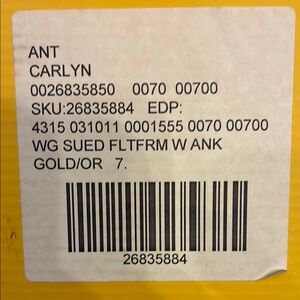 ANT
CARLYN
0026835850 0070 00700
SKU:26835884 EDP:
4315 031011 0001555 0070 00700
WG SUED FLTFRM W ANK
GOLD/OR 7.
26835884